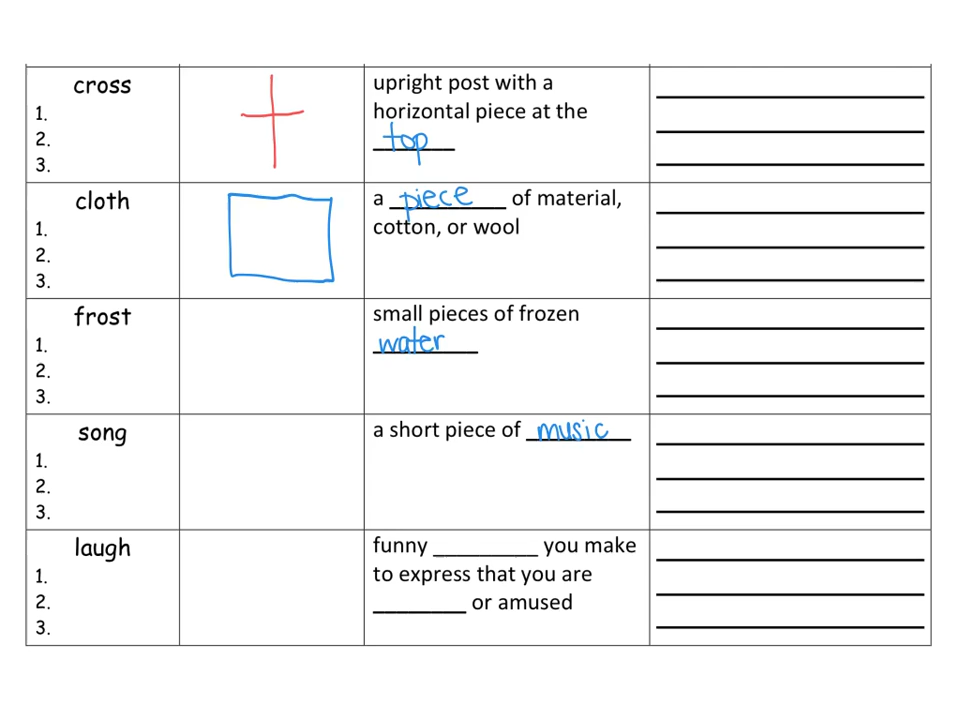 cross
1.
2.
3.
upright post with a
horizontal piece at the
top
cloth
1.
2.
3.
a piece of material,
cotton, or wool
frost
1.
2.
3.
small pieces of frozen
water
song
1.
2.
3.
a short piece of music
laugh
1.
2.
3.
funny _________ you make
to express that you are
________ or amused